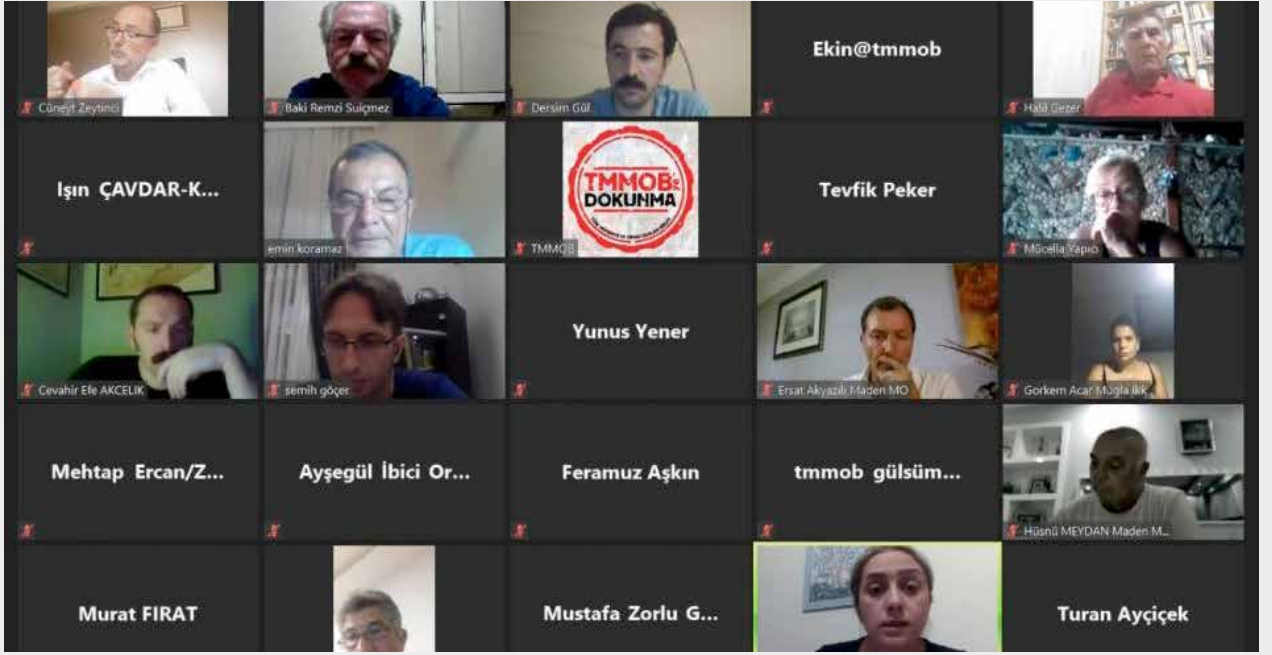 Cüneyt Zeytinci
Baki Remzi Suiçmez
Dersim Gül
Ekin@tmmob
Halil Gezer
Işın ÇAVDAR-K...
emin koramaz
TMMOB'a
DOKUNMA
TMMOB
Tevfik Peker
Mücella Yapıcı
Cevahir Efe AKCELIK
semih göçer
Yunus Yener
Ersat Akyazılı Maden MO
Gorkem Acar Mugla ikk
Mehtap Ercan/Z...
Ayşegül İbici Or...
Feramuz Aşkın
tmmob gülsüm...
Hüsnü MEYDAN Maden M...
Murat FIRAT
Mustafa Zorlu G...
Turan Ayçiçek